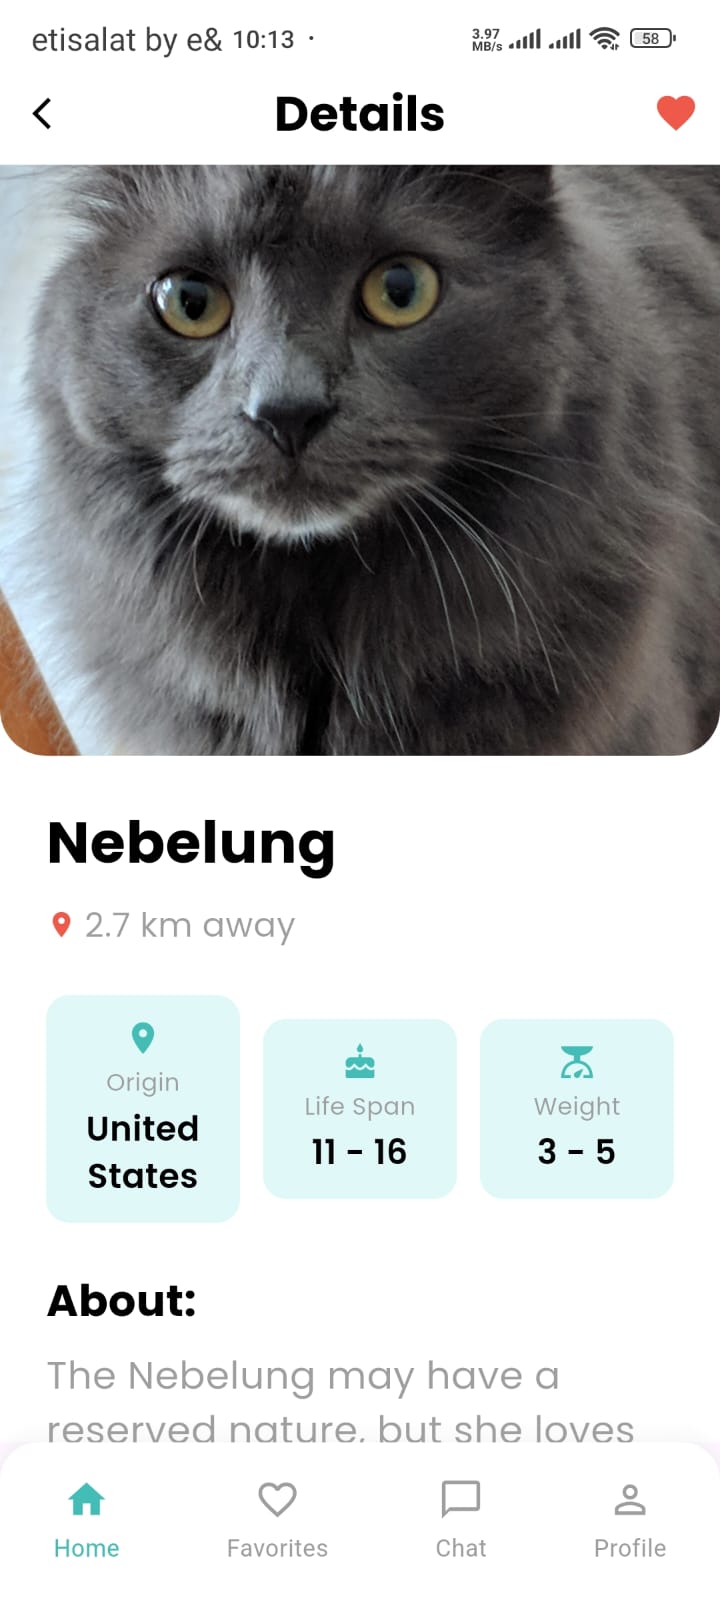 etisalat by e& 10:13 ·
3.97
MB/s
58
Details
Nebelung
2.7 km away
Origin
United
States
Life Span
11 - 16
Weight
3 - 5
About:
The Nebelung may have a
reserved nature, but she loves
Home
Favorites
Chat
Profile